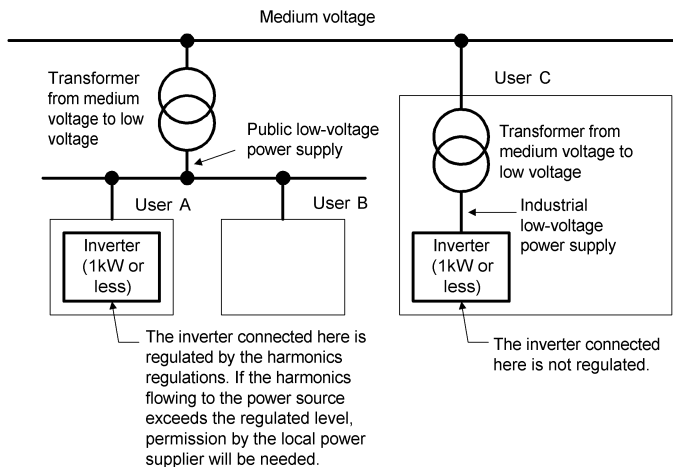 Medium voltage
Transformer
from medium
voltage to low
voltage
Public low-voltage
power supply
User A
User B
Inverter
(1kW or
less)
The inverter connected here is
regulated by the harmonics
regulations. If the harmonics
flowing to the power source
exceeds the regulated level,
permission by the local power
supplier will be needed.
User C
Transformer from
medium voltage to
low voltage
Industrial
low-voltage
power supply
Inverter
(1kW or
less)
The inverter connected
here is not regulated.